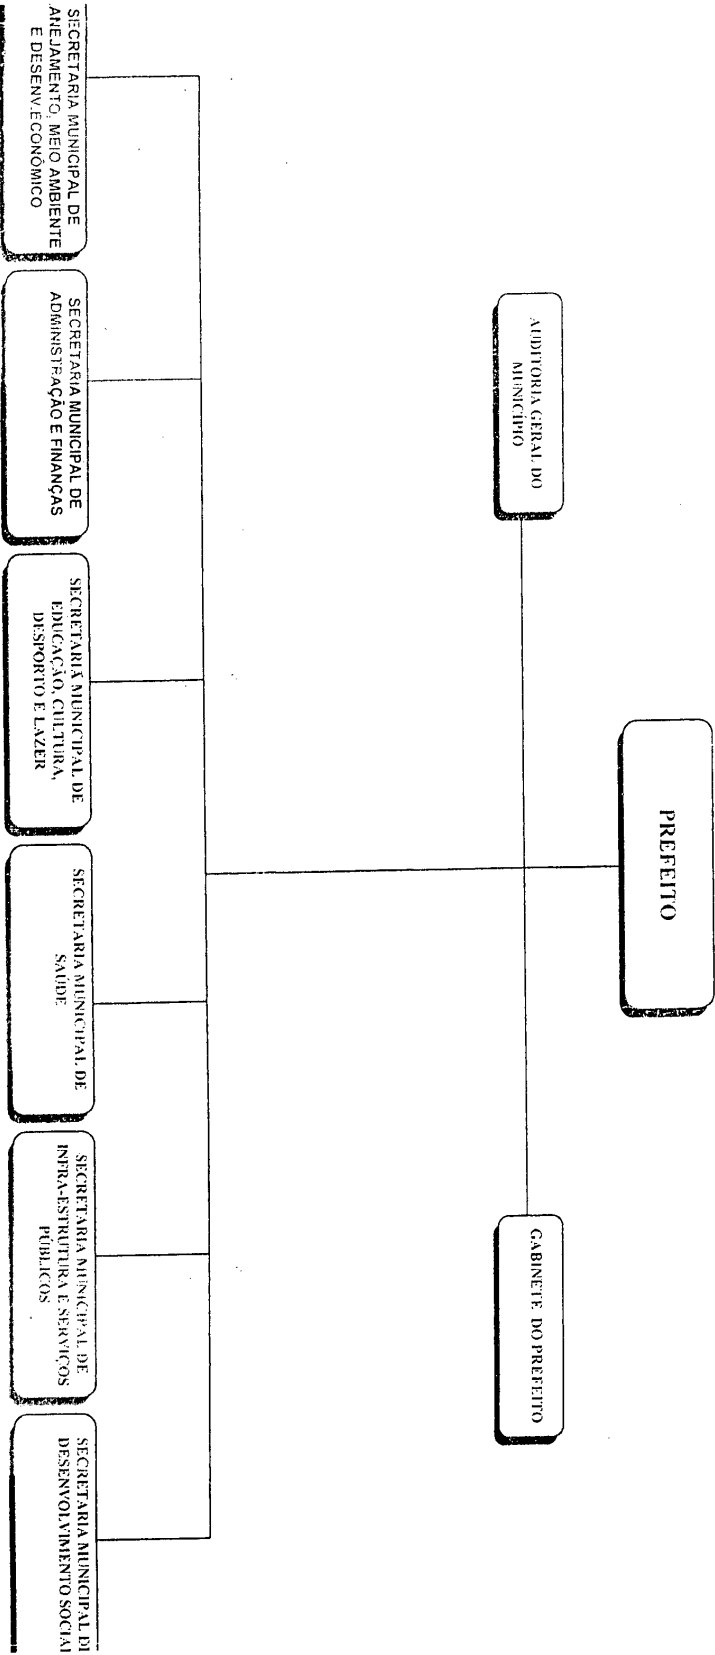 PREFEITO
AUDITORIA GERAL DO
MUNICÍPIO
GABINETE DO PREFEITO
SECRETARIA MUNICIPAL DE
ANEJAMENTO, MEIO AMBIENTE
E DESENV.ECONÔMICO
SECRETARIA MUNICIPAL DE
ADMINISTRAÇÃO E FINANÇAS
SECRETARIA MUNICIPAL DE
EDUCAÇÃO, CULTURA,
DESPORTO E LAZER
SECRETARIA MUNICIPAL DE
SAÚDE
SECRETARIA MUNICIPAL DE
INFRA-ESTRUTURA E SERVIÇOS
PÚBLICOS
SECRETARIA MUNICIPAL DE
DESENVOLVIMENTO SOCIAL